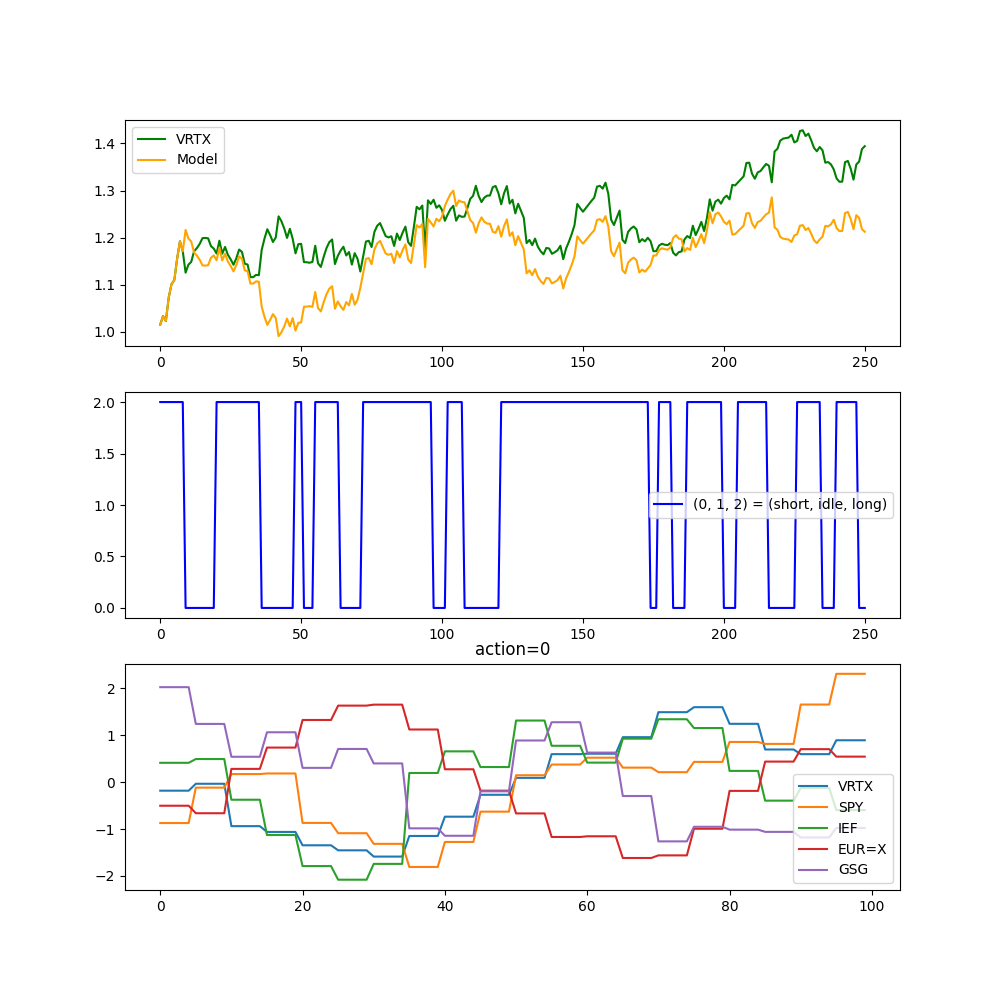 1.4
1.3
1.2
1.1
1.0
VRTX
Model
0 50 100 150 200 250
2.0
1.5
1.0
0.5
0.0
(0, 1, 2) = (short, idle, long)
0 50 100 150 200 250
action=0
2
1
0
−1
−2
VRTX
SPY
IEF
EUR=X
GSG
0 20 40 60 80 100